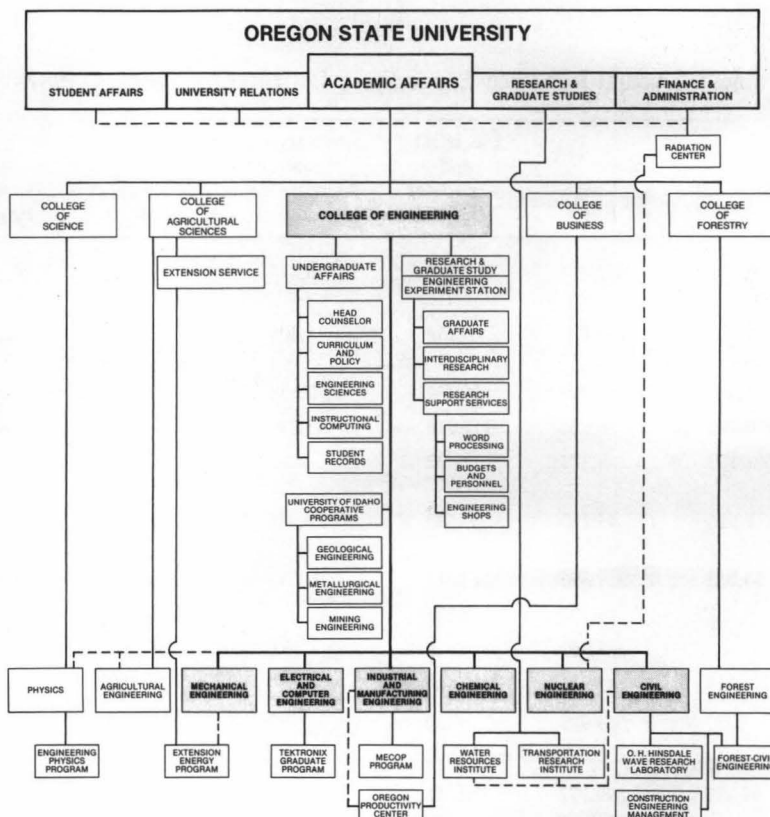 OREGON STATE UNIVERSITY
STUDENT AFFAIRS
UNIVERSITY RELATIONS
ACADEMIC AFFAIRS
RESEARCH &
GRADUATE STUDIES
FINANCE &
ADMINISTRATION
RADIATION
CENTER
COLLEGE
OF
SCIENCE
COLLEGE
OF
AGRICULTURAL
SCIENCES
COLLEGE OF ENGINEERING
COLLEGE
OF
BUSINESS
COLLEGE
OF
FORESTRY
EXTENSION SERVICE
UNDERGRADUATE
AFFAIRS
RESEARCH &
GRADUATE STUDY
ENGINEERING
EXPERIMENT STATION
HEAD
COUNSELOR
CURRICULUM
AND
POLICY
ENGINEERING
SCIENCES
INSTRUCTIONAL
COMPUTING
STUDENT
RECORDS
GRADUATE
AFFAIRS
INTERDISCIPLINARY
RESEARCH
RESEARCH
SUPPORT SERVICES
WORD
PROCESSING
BUDGETS
AND
PERSONNEL
ENGINEERING
SHOPS
UNIVERSITY OF IDAHO
COOPERATIVE
PROGRAMS
GEOLOGICAL
ENGINEERING
METALLURGICAL
ENGINEERING
MINING
ENGINEERING
PHYSICS
AGRICULTURAL
ENGINEERING
MECHANICAL
ENGINEERING
ELECTRICAL
AND
COMPUTER
ENGINEERING
INDUSTRIAL
AND
MANUFACTURING
ENGINEERING
CHEMICAL
ENGINEERING
NUCLEAR
ENGINEERING
CIVIL
ENGINEERING
FOREST
ENGINEERING
ENGINEERING
PHYSICS
PROGRAM
EXTENSION
ENERGY
PROGRAM
TEKTRONIX
GRADUATE
PROGRAM
MECOP
PROGRAM
WATER
RESOURCES
INSTITUTE
TRANSPORTATION
RESEARCH
INSTITUTE
O. H. HINSDALE
WAVE RESEARCH
LABORATORY
FOREST-CIVIL
ENGINEERING
OREGON
PRODUCTIVITY
CENTER
CONSTRUCTION
ENGINEERING
MANAGEMENT